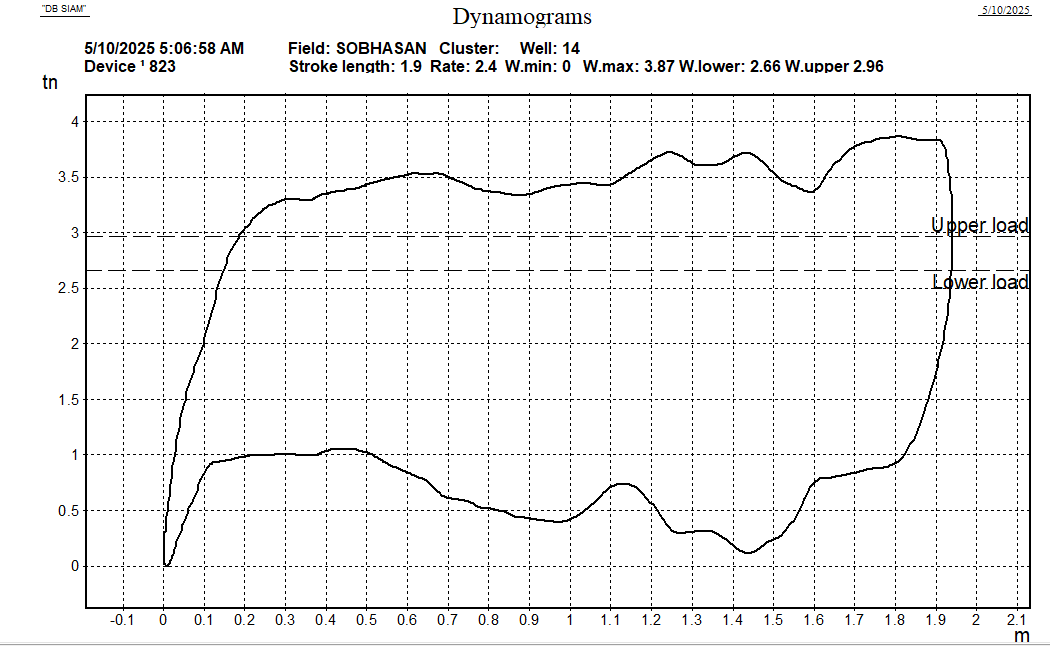 "DB SIAM"
5/10/2025
Dynamograms
5/10/2025 5:06:58 AM Field: SOBHASAN Cluster: Well: 14
Device ¹ 823 Stroke length: 1.9 Rate: 2.4 W.min: 0 W.max: 3.87 W.lower: 2.66 W.upper 2.96
tn
4
3.5
3
Upper load
Lower load
2.5
2
1.5
1
0.5
0
-0.1 0 0.1 0.2 0.3 0.4 0.5 0.6 0.7 0.8 0.9 1 1.1 1.2 1.3 1.4 1.5 1.6 1.7 1.8 1.9 2 2.1
m